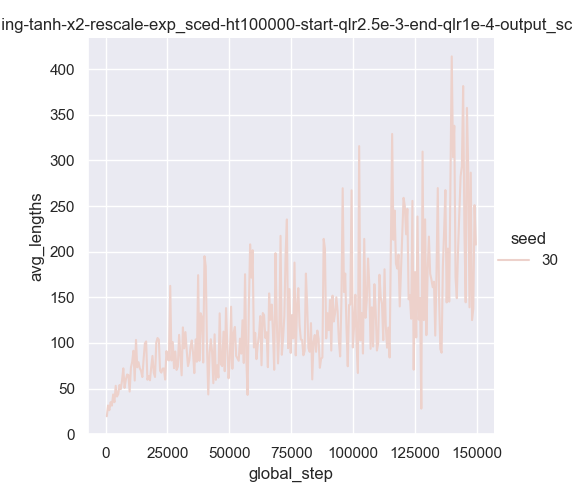 ing-tanh-x2-rescale-exp_sced-ht100000-start-qlr2.5e-3-end-qlr1e-4-output_sc
400
350
300
250
200
150
100
50
0
avg_lengths
0 25000 50000 75000 100000 125000 150000
global_step
seed
30